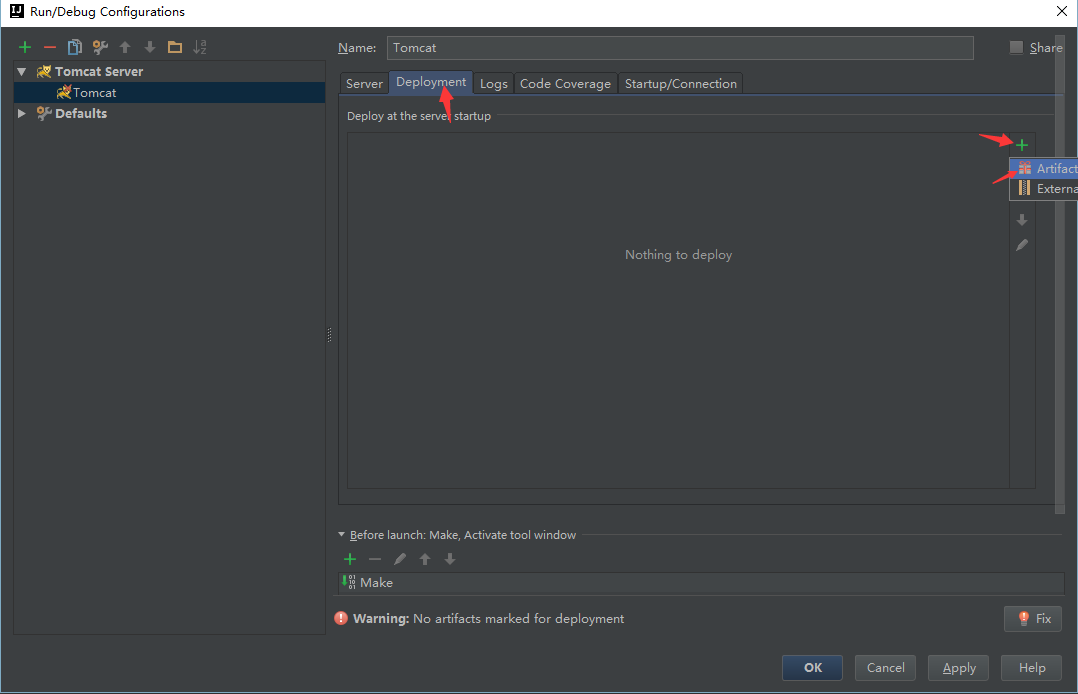 Run/Debug Configurations
Name: Tomcat
Share
Tomcat Server
Tomcat
Defaults
Server Deployment Logs Code Coverage Startup/Connection
Deploy at the server startup
Artifact
Externa
Nothing to deploy
Before launch: Make, Activate tool window
Make
Warning: No artifacts marked for deployment
Fix
OK Cancel Apply Help